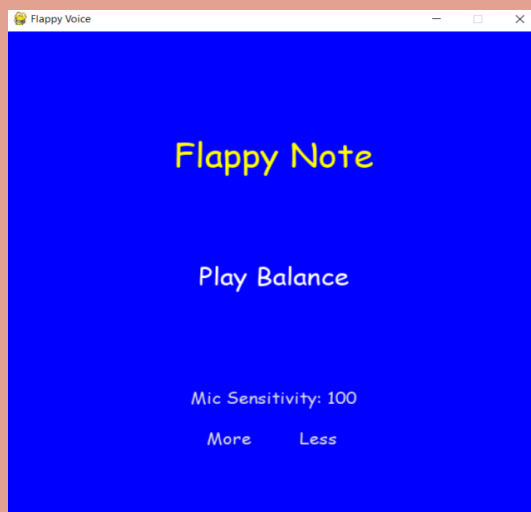 Flappy Voice
Flappy Note
Play Balance
Mic Sensitivity: 100
More Less